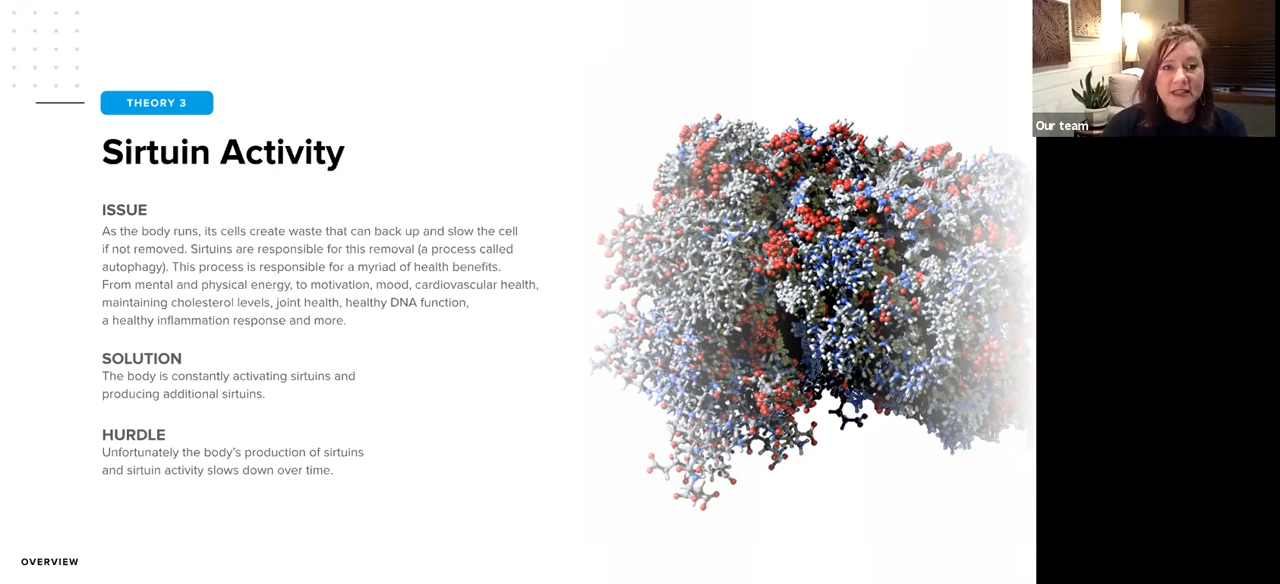 THEORY 3
Sirtuin Activity
ISSUE
As the body runs, its cells create waste that can back up and slow the cell
if not removed. Sirtuins are responsible for this removal (a process called
autophagy). This process is responsible for a myriad of health benefits.
From mental and physical energy, to motivation, mood, cardiovascular health,
maintaining cholesterol levels, joint health, healthy DNA function,
a healthy inflammation response and more.
SOLUTION
The body is constantly activating sirtuins and
producing additional sirtuins.
HURDLE
Unfortunately the body's production of sirtuins
and sirtuin activity slows down over time.
OVERVIEW
Our team